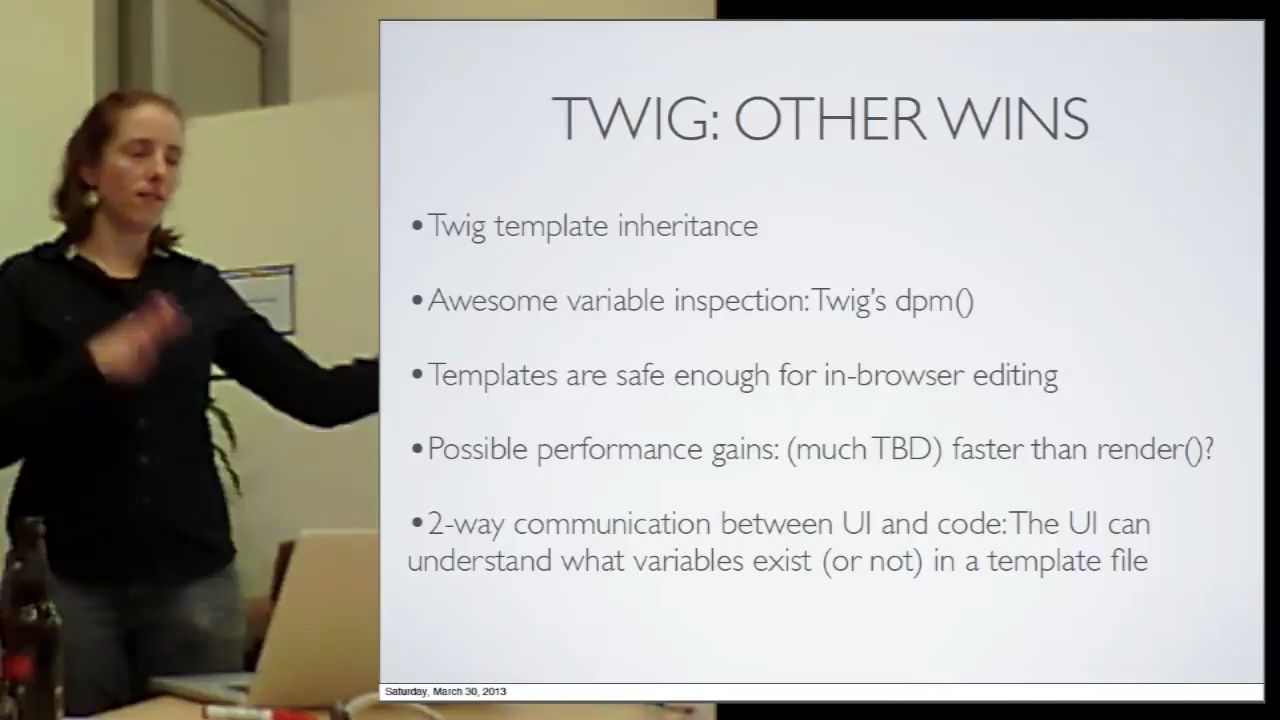 TWIG: OTHER WINS
•Twig template inheritance
•Awesome variable inspection: Twig's dpm()
•Templates are safe enough for in-browser editing
•Possible performance gains: (much TBD) faster than render()?
•2-way communication between UI and code: The UI can
understand what variables exist (or not) in a template file
Saturday, March 30, 2013